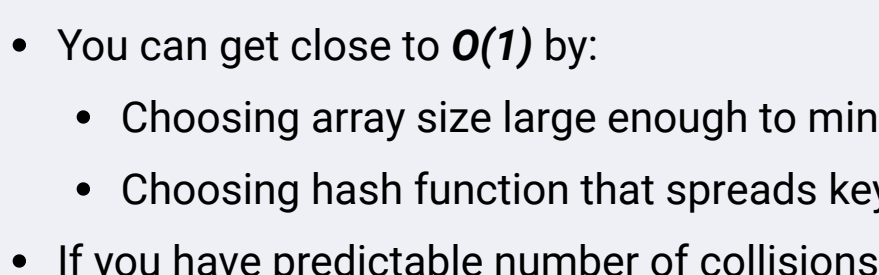 • You can get close to O(1) by:
• Choosing array size large enough to min
• Choosing hash function that spreads key
• If you have predictable number of collisions